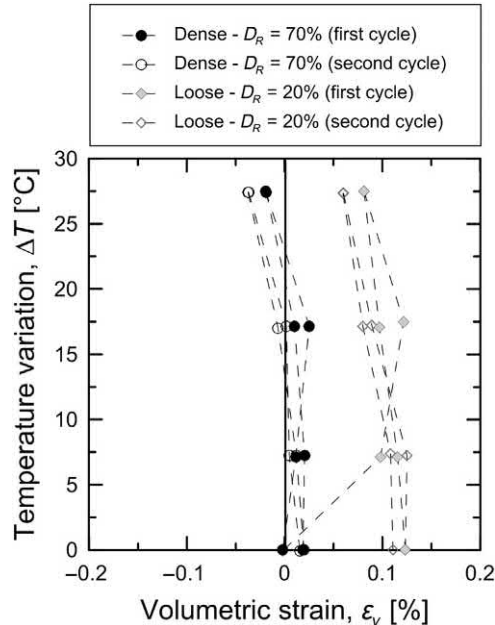 Dense - D_R = 70% (first cycle)
Dense - D_R = 70% (second cycle)
Loose - D_R = 20% (first cycle)
Loose - D_R = 20% (second cycle)
30
25
20
15
10
5
0
Temperature variation, ΔT [°C]
−0.2 −0.1 0 0.1 0.2
Volumetric strain, ε_v [%]